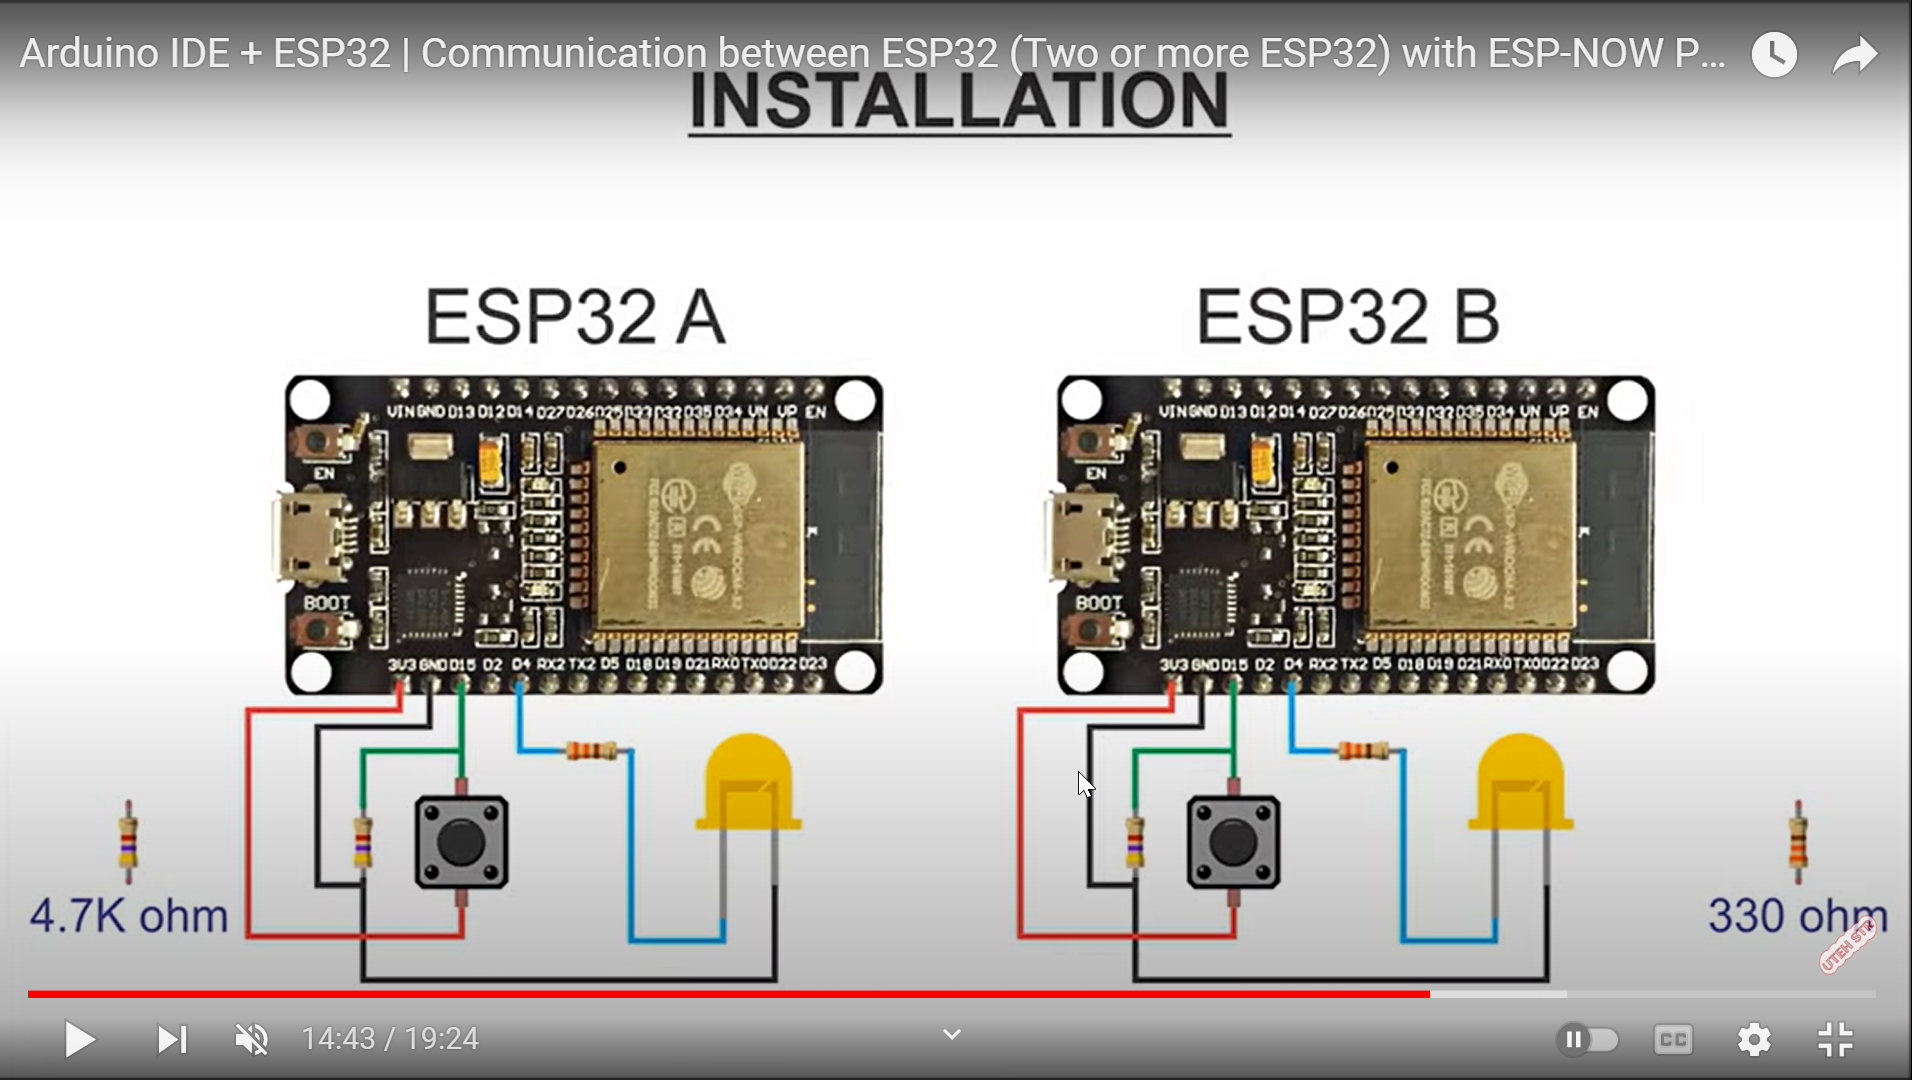 Arduino IDE + ESP32 | Communication between ESP32 (Two or more ESP32) with ESP-NOW P...
INSTALLATION
ESP32 A
ESP32 B
VIN GND D13 D12 D14 D27 D26 D25 D33 D32 D35 D34 VN VP EN
VIN GND D13 D12 D14 D27 D26 D25 D33 D32 D35 D34 VN VP EN
EN
EN
BOOT
BOOT
3V3 GND D15 D2 D4 RX2 TX2 D5 D18 D19 D21 RX0 TX0 D22 D23
3V3 GND D15 D2 D4 RX2 TX2 D5 D18 D19 D21 RX0 TX0 D22 D23
4.7K ohm
330 ohm
UTEH STR
14:43 / 19:24
CC